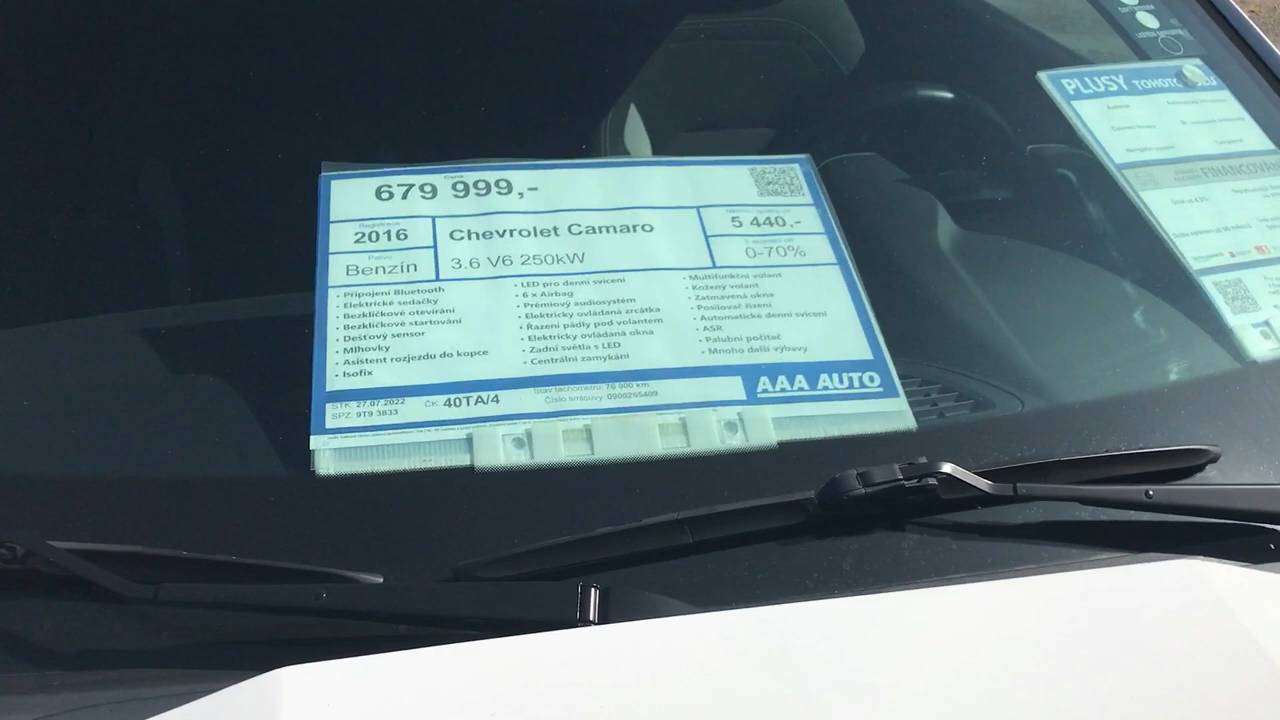 Cena
679 999,-
Registrace
2016
Palivo
Benzín
Chevrolet Camaro
3.6 V6 250kW
5 440,-
0-70%
• Připojení Bluetooth
• Elektrické sedačky
• Bezklíčkové otevírání
• Bezklíčkové startování
• Dešťový sensor
• Mlhovky
• Asistent rozjezdu do kopce
• Isofix
• LED pro denní svícení
• 6 x Airbag
• Prémiový audiosystém
• Elektricky ovládaná zrcátka
• Řazení pádly pod volantem
• Elektricky ovládaná okna
• Zadní světla s LED
• Centrální zamykání
• Multifunkční volant
• Kožený volant
• Zatmavená okna
• Posilovač řízení
• Automatické denní svícení
• ASR
• Palubní počítač
• Mnoho další výbavy
STK: 27.07.2022
SPZ: 9T9 3833
ČK: 40TA/4
Stav tachometru: 76 000 km
Číslo smlouvy: 0900265409
AAA AUTO
PLUSY
FINANCOVÁN